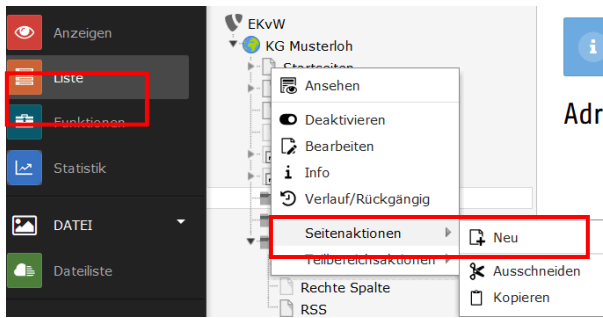 Anzeigen
Liste
Funktionen
Statistik
DATEI
Dateiliste
EKvW
KG Musterloh
Startseiten
Ansehen
Deaktivieren
Bearbeiten
Info
Verlauf/Rückgängig
Seitenaktionen
Teilbereichsaktionen
Rechte Spalte
RSS
Neu
Ausschneiden
Kopieren
Adr